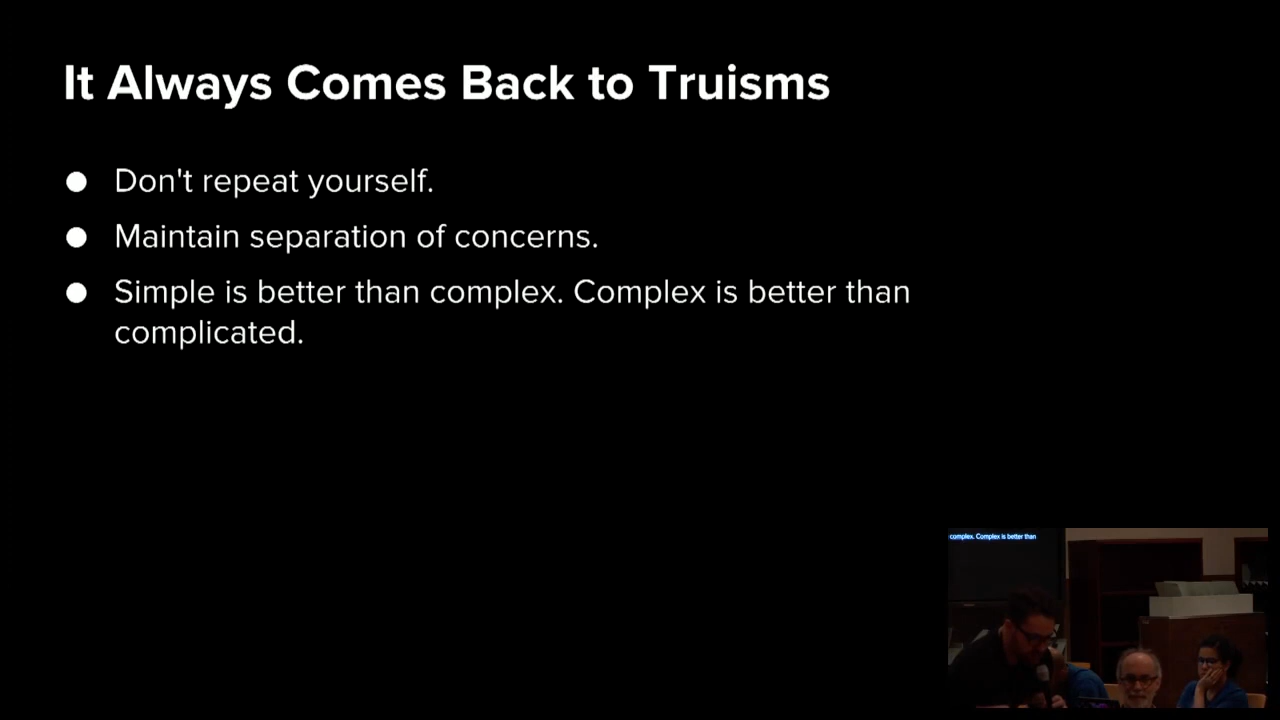 It Always Comes Back to Truisms
● Don't repeat yourself.
● Maintain separation of concerns.
● Simple is better than complex. Complex is better than
complicated.
complex. Complex is better than